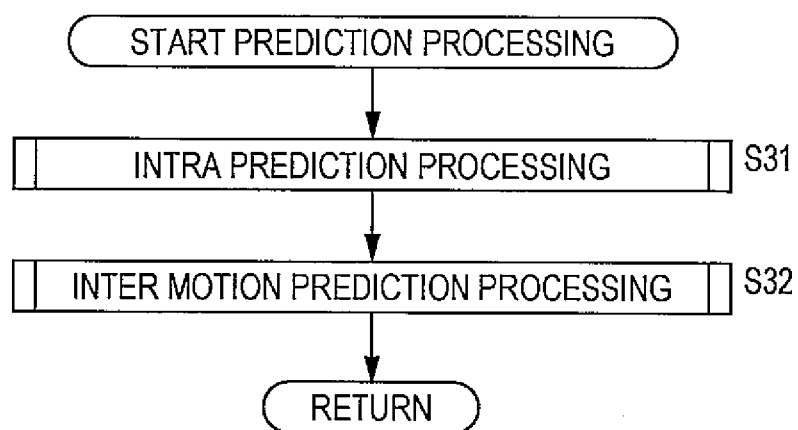 START PREDICTION PROCESSING
INTRA PREDICTION PROCESSING S31
INTER MOTION PREDICTION PROCESSING S32
RETURN